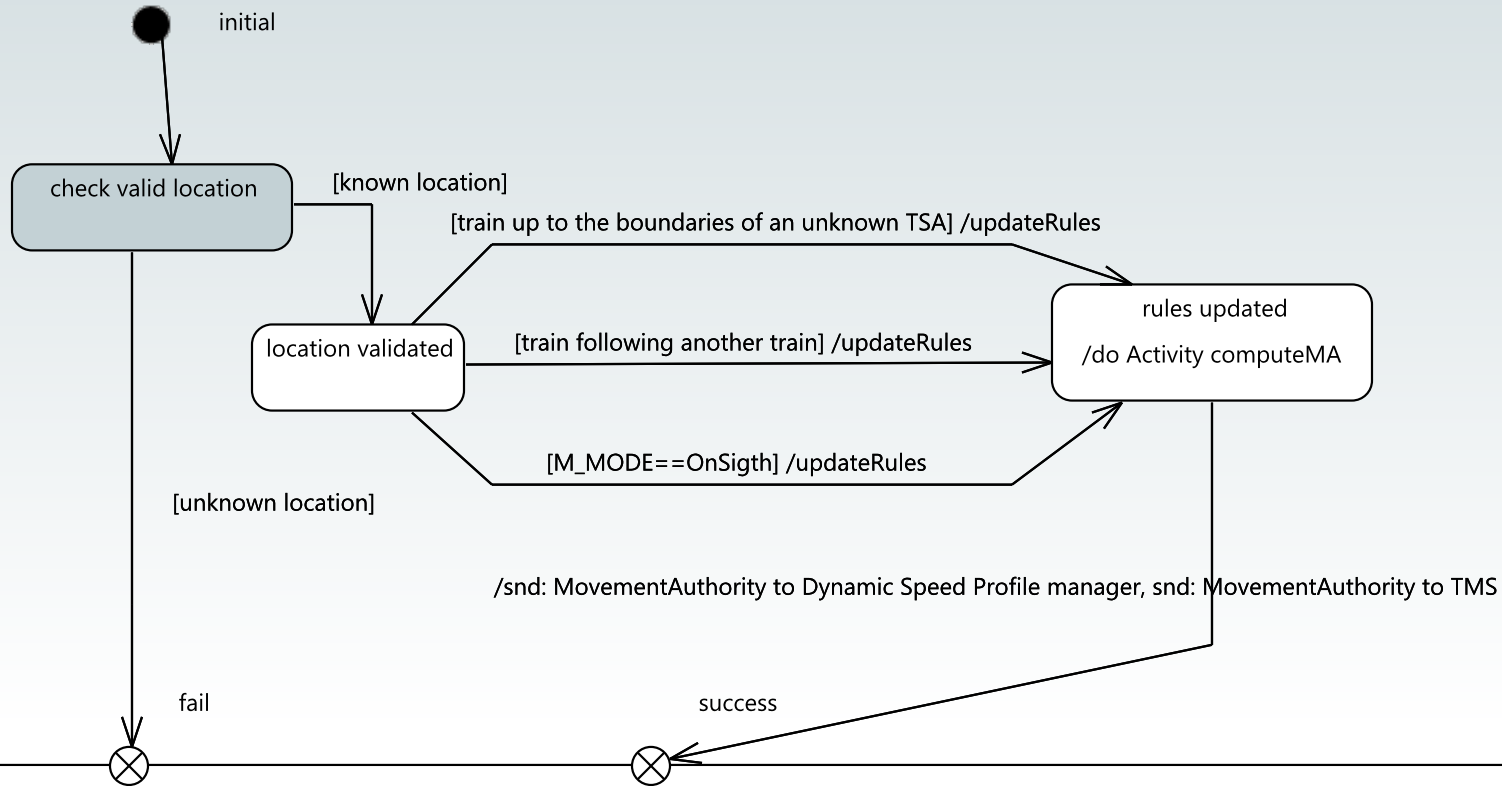 initial
check valid location
[known location]
[train up to the boundaries of an unknown TSA] /updateRules
rules updated
/do Activity computeMA
location validated
[train following another train] /updateRules
[M_MODE==OnSigth] /updateRules
[unknown location]
/snd: MovementAuthority to Dynamic Speed Profile manager, snd: MovementAuthority to TMS
fail
success